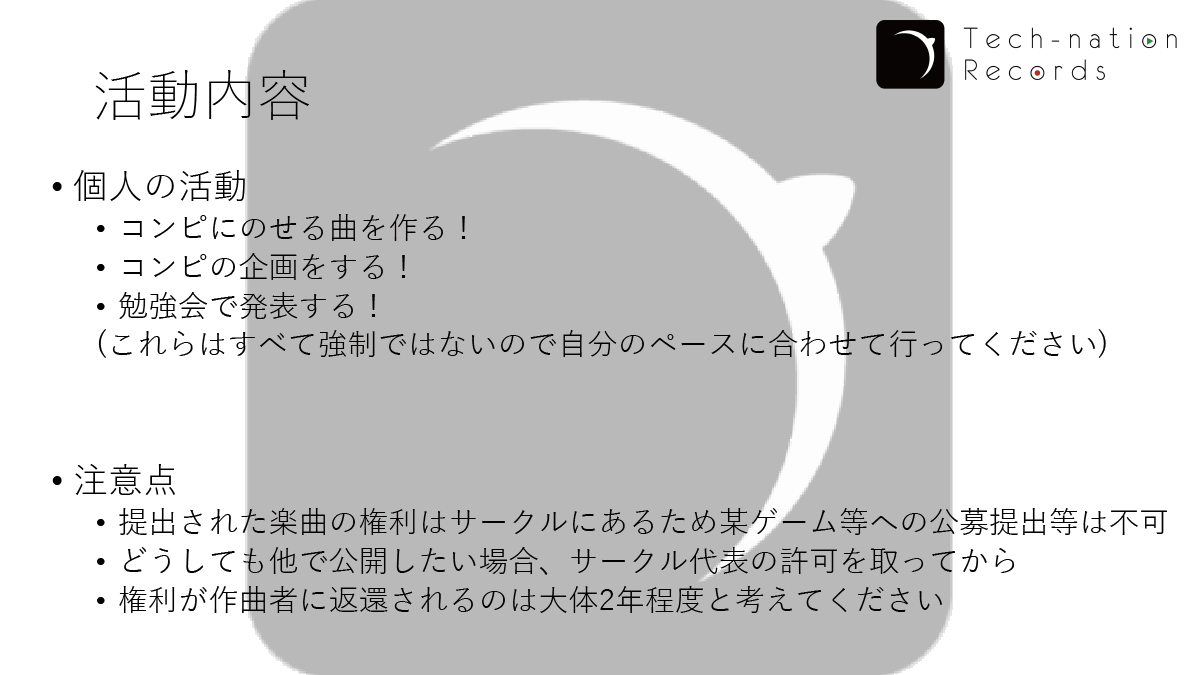 Tech-nation
Records
活動内容
• 個人の活動
• コンピにのせる曲を作る！
• コンピの企画をする！
• 勉強会で発表する！
(これらはすべて強制ではないので自分のペースに合わせて行ってください)
• 注意点
• 提出された楽曲の権利はサークルにあるため某ゲーム等への公募提出等は不可
• どうしても他で公開したい場合、サークル代表の許可を取ってから
• 権利が作曲者に返還されるのは大体2年程度と考えてください